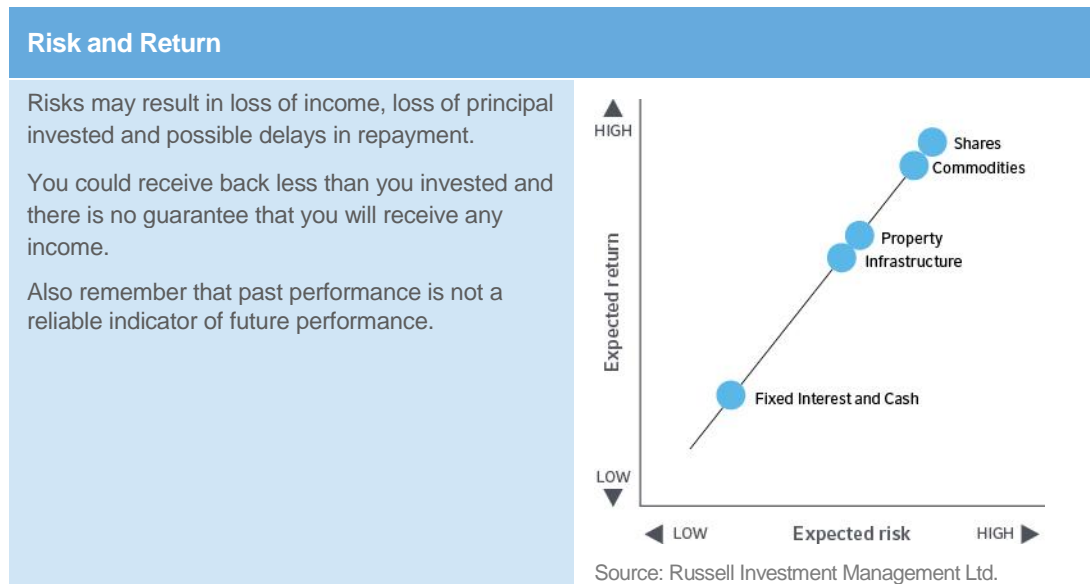 Risk and Return
Risks may result in loss of income, loss of principal
invested and possible delays in repayment.
You could receive back less than you invested and
there is no guarantee that you will receive any
income.
Also remember that past performance is not a
reliable indicator of future performance.
HIGH
Shares
Commodities
Property
Infrastructure
Expected return
Fixed Interest and Cash
LOW
LOW Expected risk HIGH
Source: Russell Investment Management Ltd.